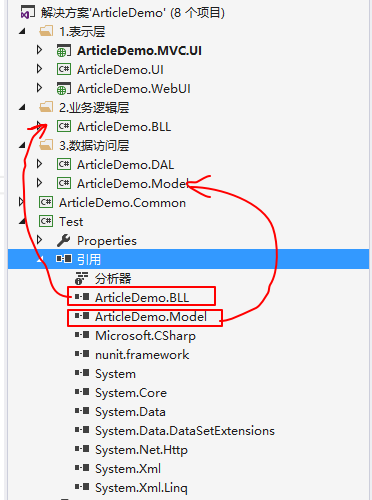 解决方案'ArticleDemo' (8 个项目)
1.表示层
ArticleDemo.MVC.UI
C# ArticleDemo.UI
ArticleDemo.WebUI
2.业务逻辑层
C# ArticleDemo.BLL
3.数据访问层
C# ArticleDemo.DAL
C# ArticleDemo.Model
C# ArticleDemo.Common
C# Test
Properties
引用
分析器
ArticleDemo.BLL
ArticleDemo.Model
Microsoft.CSharp
nunit.framework
System
System.Core
System.Data
System.Data.DataSetExtensions
System.Net.Http
System.Xml
System.Xml.Linq